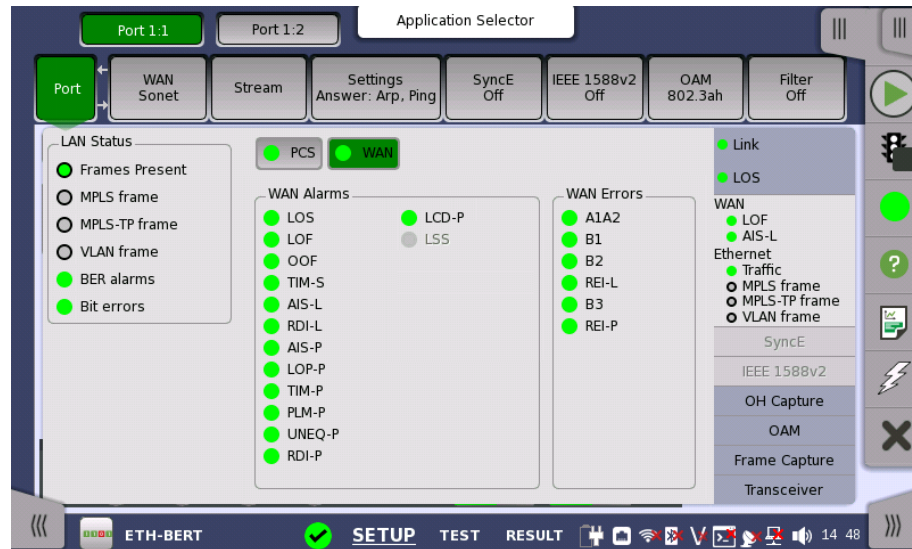 Port 1:1
Port 1:2
Application Selector
Port
WAN
Sonet
Stream
Settings
Answer: Arp, Ping
SyncE
Off
IEEE 1588v2
Off
OAM
802.3ah
Filter
Off
LAN Status
Frames Present
MPLS frame
MPLS-TP frame
VLAN frame
BER alarms
Bit errors
PCS
WAN
WAN Alarms
LOS
LOF
OOF
TIM-S
AIS-L
RDI-L
AIS-P
LOP-P
TIM-P
PLM-P
UNEQ-P
RDI-P
LCD-P
LSS
WAN Errors
A1A2
B1
B2
REI-L
B3
REI-P
Link
LOS
WAN
LOF
AIS-L
Ethernet
Traffic
MPLS frame
MPLS-TP frame
VLAN frame
SyncE
IEEE 1588v2
OH Capture
OAM
Frame Capture
Transceiver
ETH-BERT
SETUP
TEST
RESULT
14 48